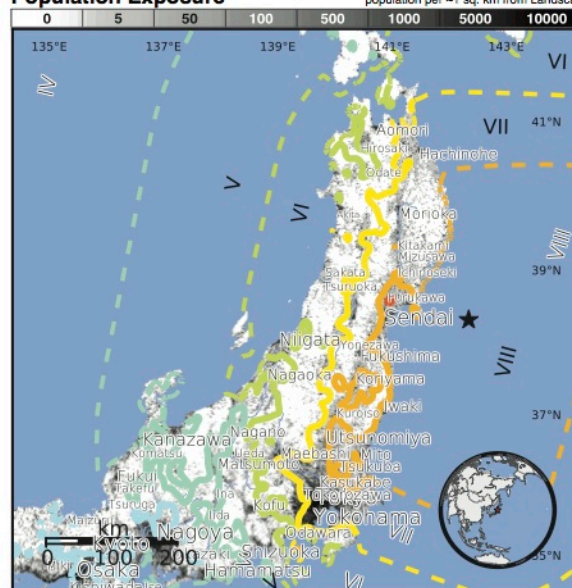 Population Exposure
population per ~1 sq. km from Landsca
0 5 50 100 500 1000 5000 10000
135°E 137°E 139°E 141°E 143°E
IV
VI
VII
41°N
Aomori
Hirosaki
Hachinohe
Odate
V
VI
Akita
Morioka
VIII
Kitakami
Mizusawa
Ichinoseki
39°N
Sakata
Tsuruoka
Furukawa
Sendai
VIII
Niigata
Yonezawa
Fukushima
Nagaoka
Koriyama
Iwaki
37°N
Kuroiso
Kanazawa
Komatsu
Nagano
Utsunomiya
Ueda
Maebashi
Mito
Matsumoto
Tsukuba
Fukui
Takefu
Kasukabe
Tsuruga
Ina
Kofu
Tokorozawa
Iida
Yokohama
Maizuru
km
VII
Kyoto
Nagoya
Odawara
0 100 200
Shizuoka
35°N
Osaka
Hamamatsu
VI